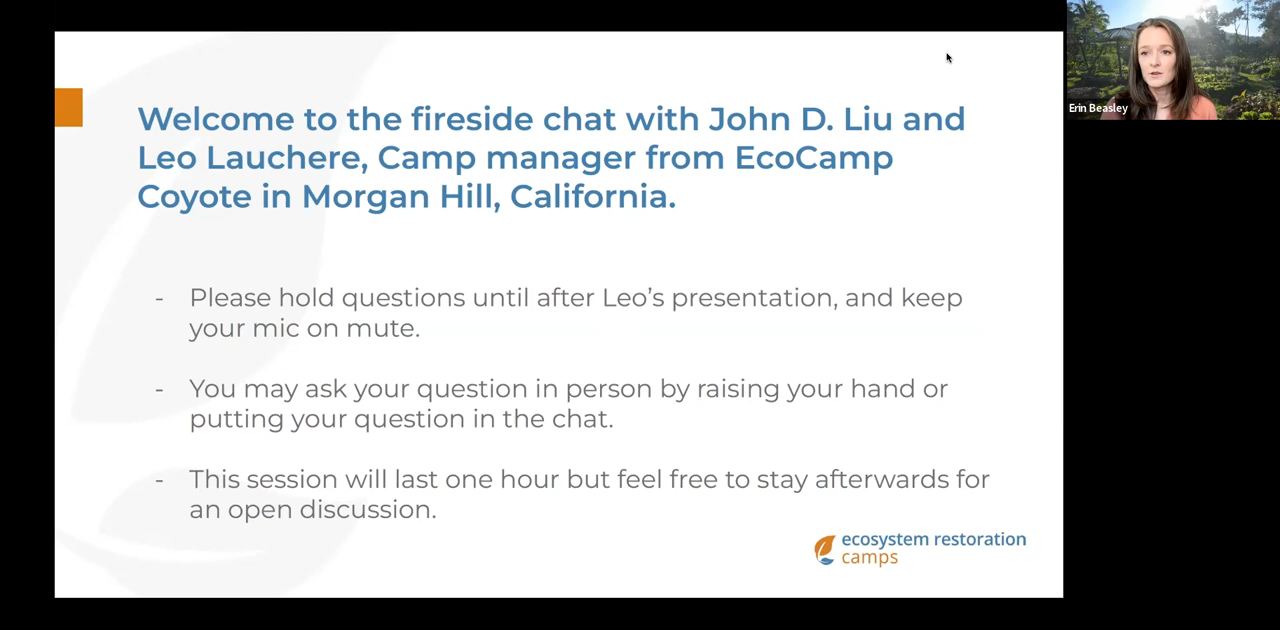 Welcome to the fireside chat with John D. Liu and
Leo Lauchere, Camp manager from EcoCamp
Coyote in Morgan Hill, California.
- Please hold questions until after Leo’s presentation, and keep
your mic on mute.
- You may ask your question in person by raising your hand or
putting your question in the chat.
- This session will last one hour but feel free to stay afterwards for
an open discussion.
ecosystem restoration
camps
Erin Beasley